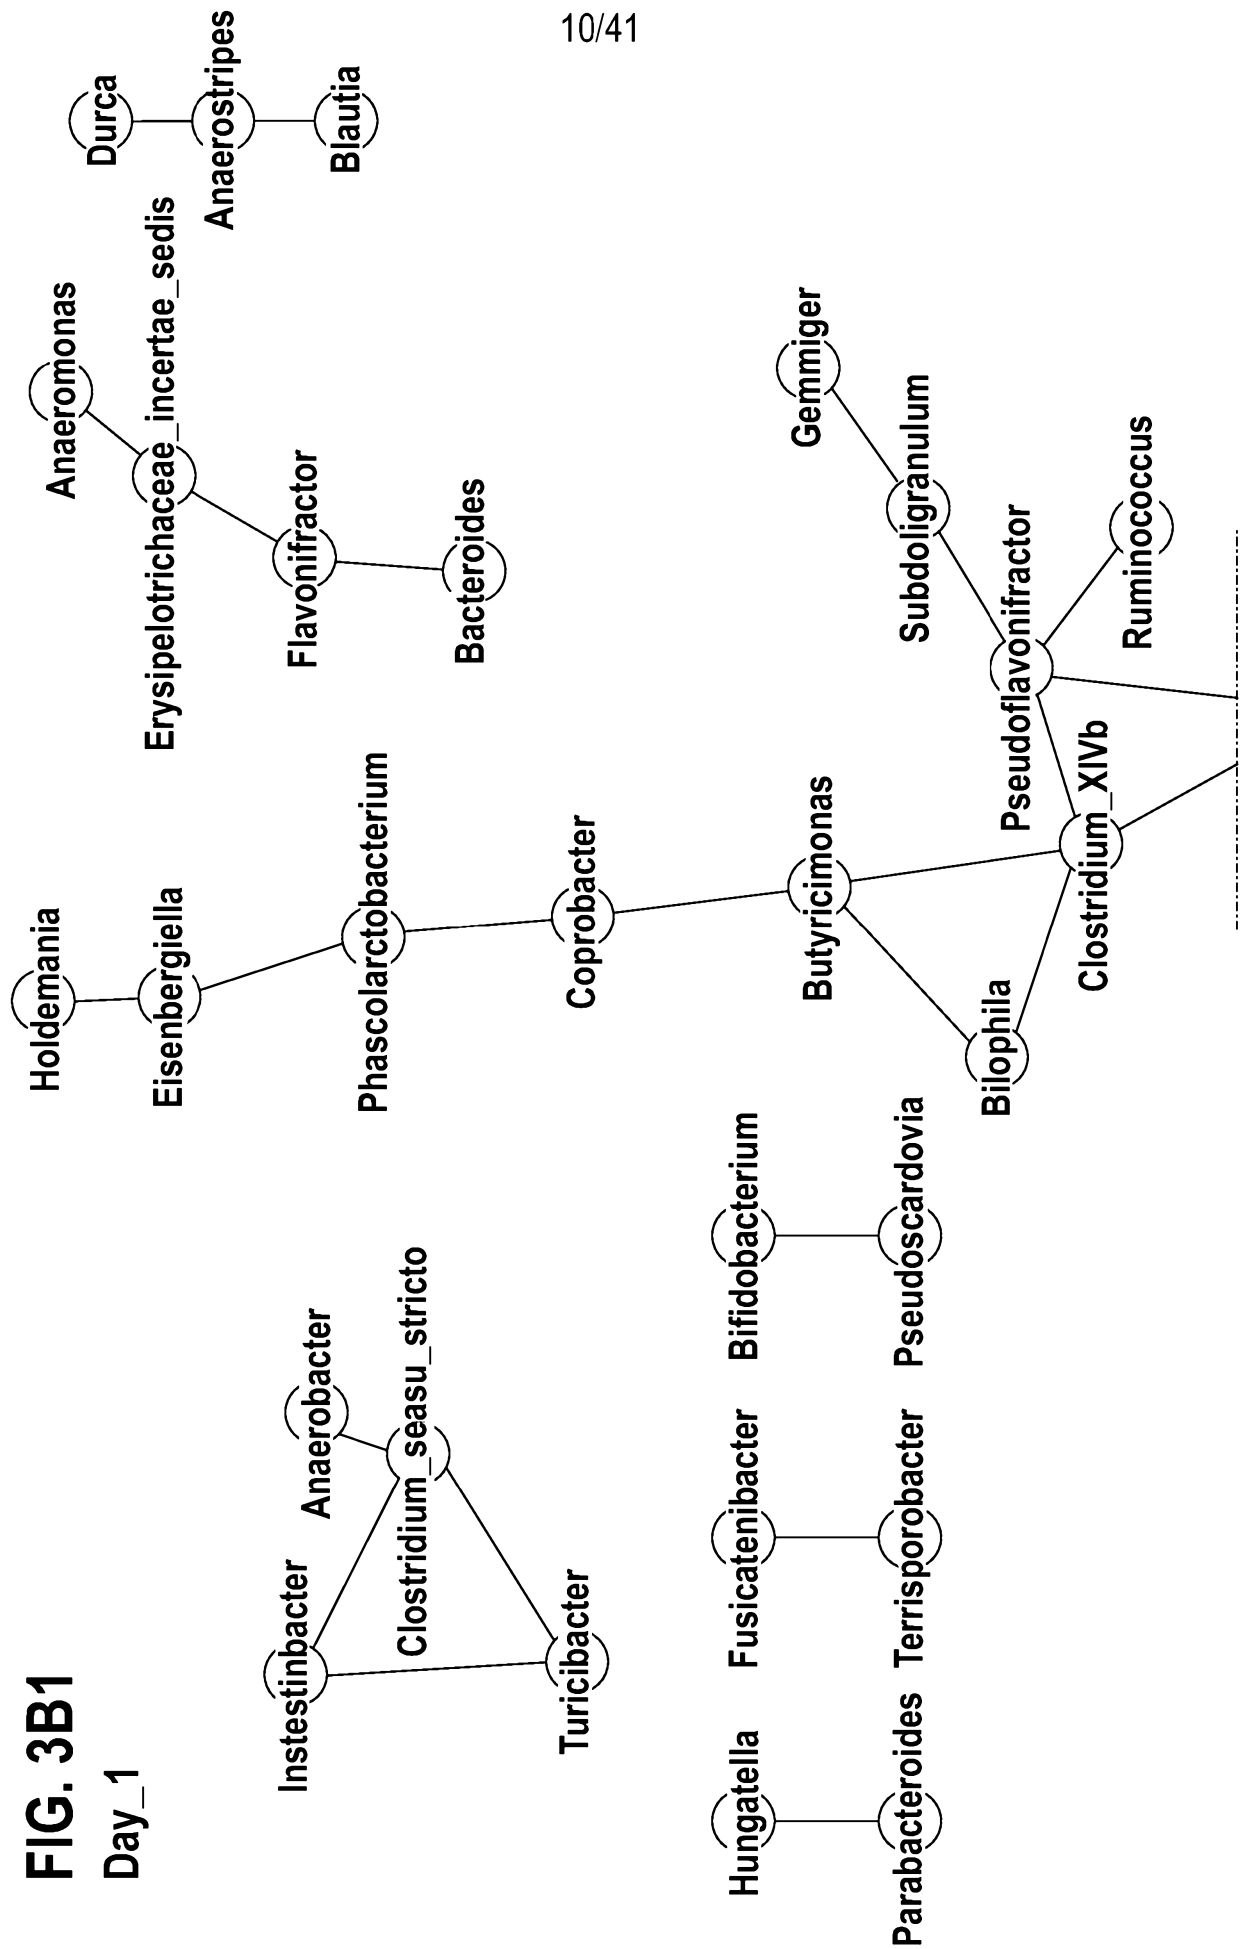 10/41
FIG. 3B1
Day_1
Holdemania
Eisenbergiella
Phascolarctobacterium
Coprobacter
Butyricimonas
Bilophila
Clostridium_XIVb
Pseudoflavonifractor
Subdoligranulum
Gemmiger
Ruminococcus
Anaeromonas
Erysipelotrichaceae_incertae_sedis
Flavonifractor
Bacteroides
Durca
Anaerostripes
Blautia
Instestinbacter
Anaerobacter
Clostridium_seasu_stricto
Turicibacter
Hungatella
Parabacteroides
Fusicatenibacter
Terrisporobacter
Bifidobacterium
Pseudoscardovia